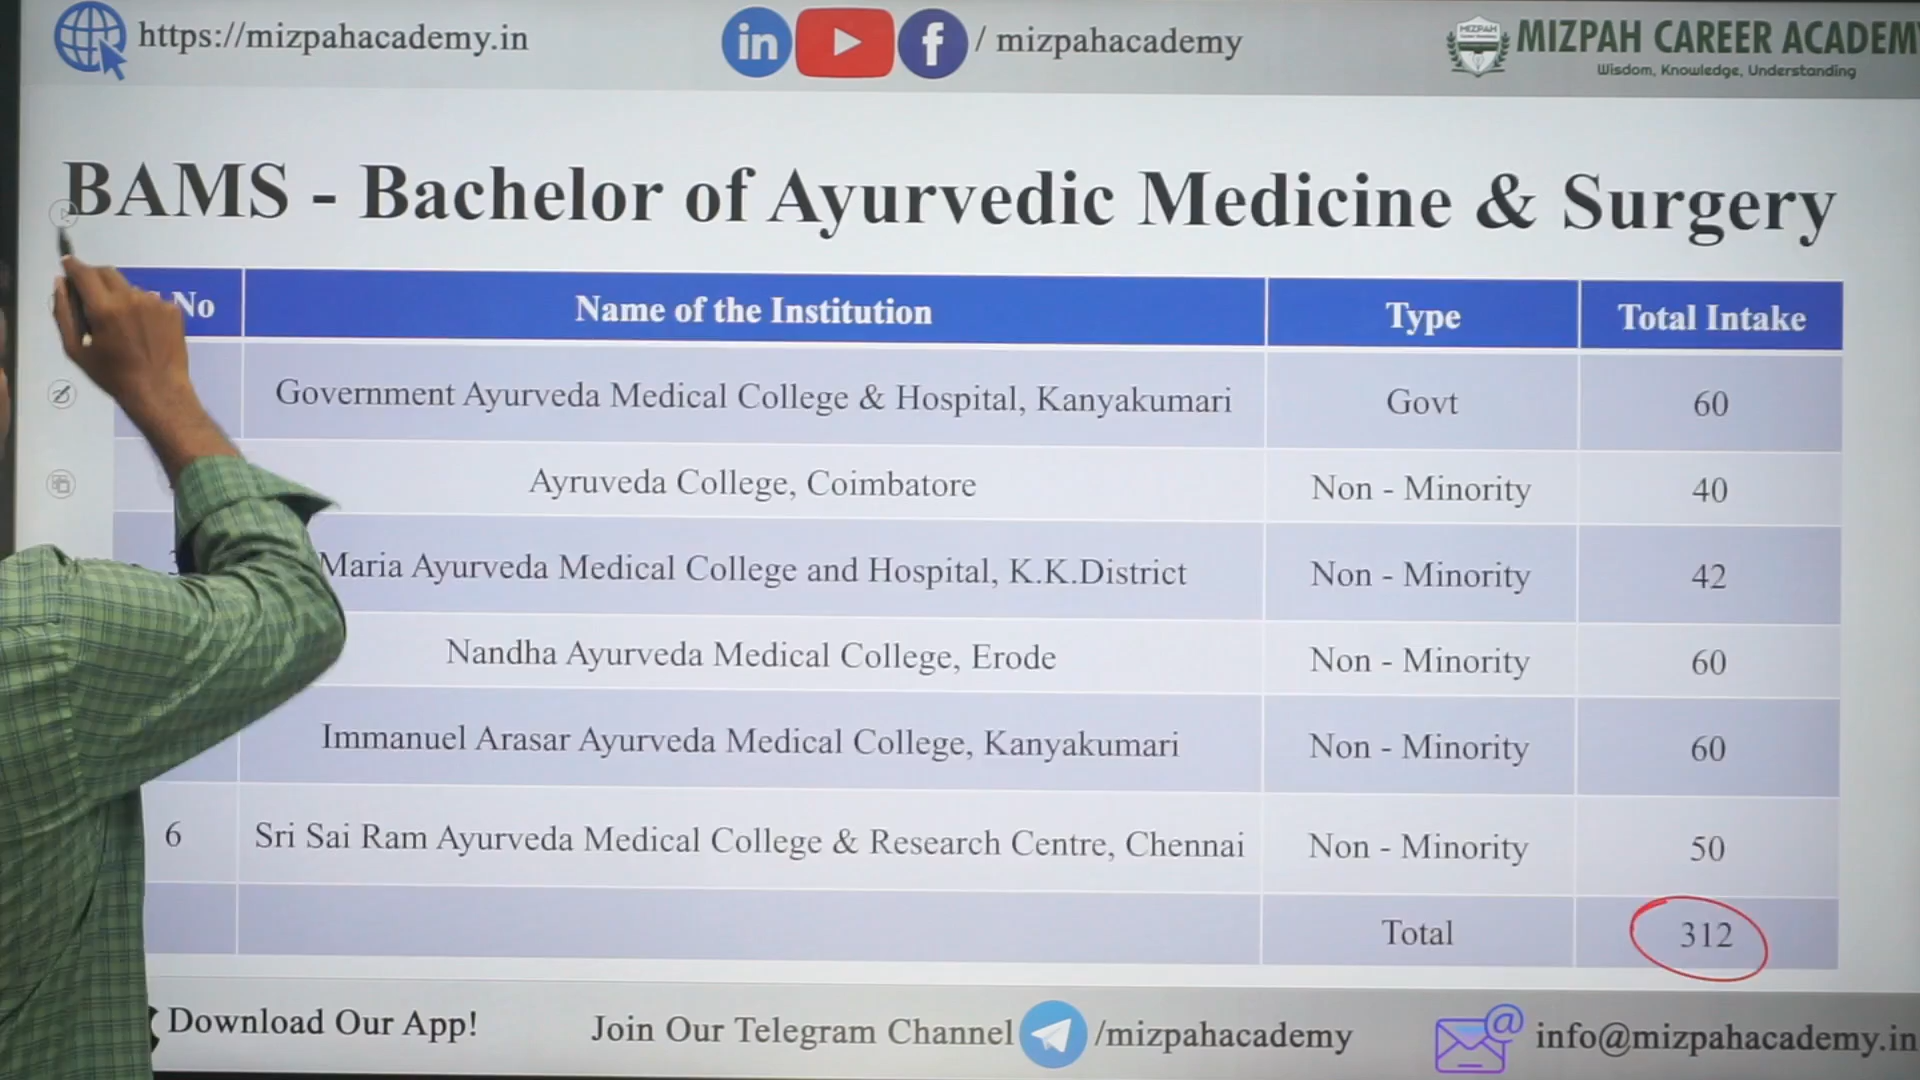 https://mizpahacademy.in
in
f
/ mizpahacademy
MIZPAH
MIZPAH CAREER ACADEMY
Wisdom, Knowledge, Understanding
BAMS - Bachelor of Ayurvedic Medicine & Surgery
No
Name of the Institution
Type
Total Intake
Government Ayurveda Medical College & Hospital, Kanyakumari
Govt
60
Ayruveda College, Coimbatore
Non - Minority
40
Maria Ayurveda Medical College and Hospital, K.K.District
Non - Minority
42
Nandha Ayurveda Medical College, Erode
Non - Minority
60
Immanuel Arasar Ayurveda Medical College, Kanyakumari
Non - Minority
60
6
Sri Sai Ram Ayurveda Medical College & Research Centre, Chennai
Non - Minority
50
Total
312
Download Our App!
Join Our Telegram Channel
/mizpahacademy
@
info@mizpahacademy.in